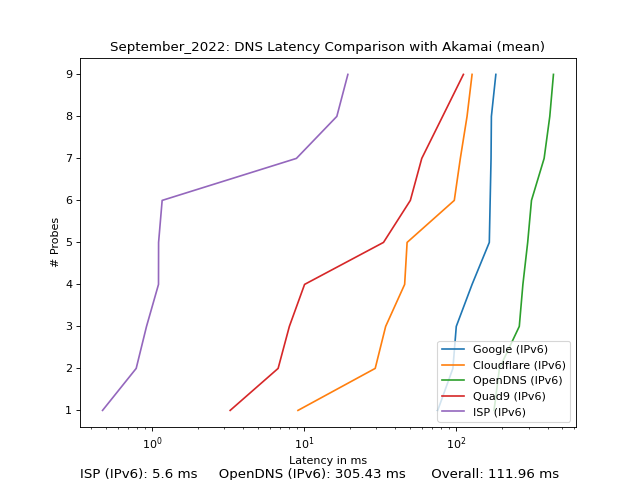 September_2022: DNS Latency Comparison with Akamai (mean)
# Probes
9
8
7
6
5
4
3
2
1
Google (IPv6)
Cloudflare (IPv6)
OpenDNS (IPv6)
Quad9 (IPv6)
ISP (IPv6)
10⁰ 10¹ 10²
Latency in ms
ISP (IPv6): 5.6 ms OpenDNS (IPv6): 305.43 ms Overall: 111.96 ms